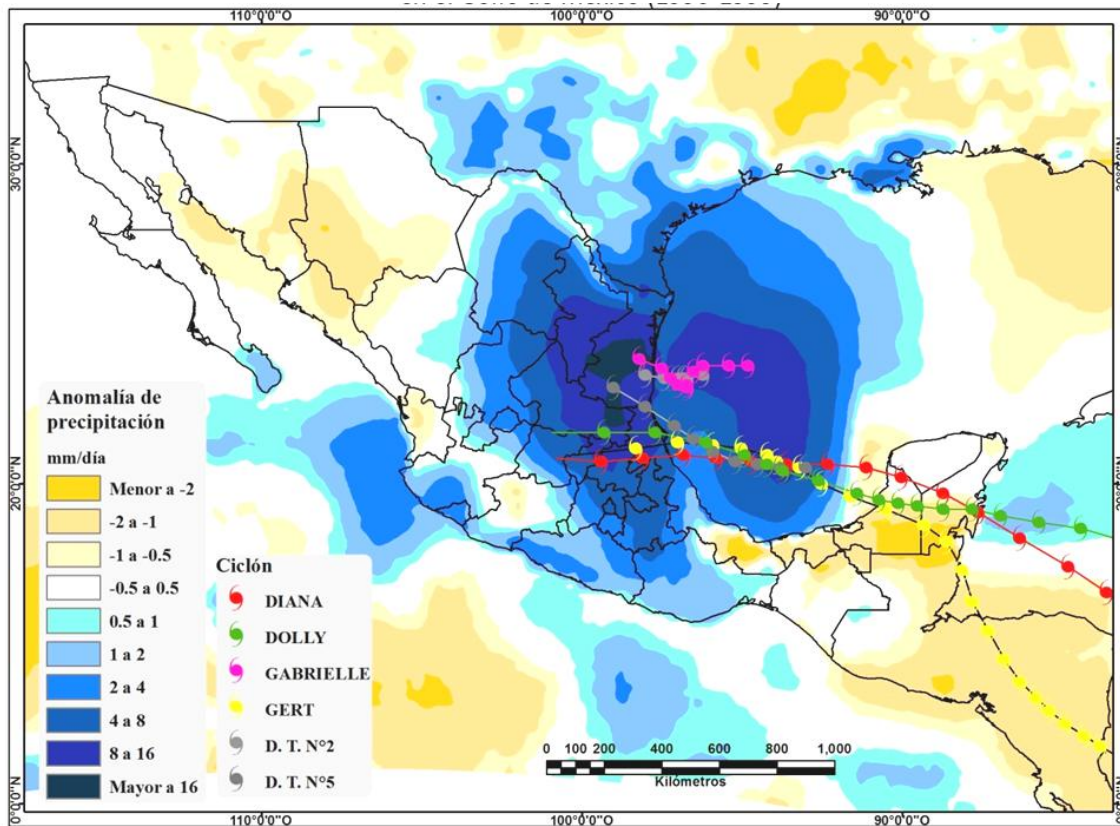 110°0'0"O 100°0'0"O 90°0'0"O
30°0'0"N
20°0'0"N
Anomalía de
precipitación
mm/día
Menor a -2
-2 a -1
-1 a -0.5
-0.5 a 0.5
0.5 a 1
1 a 2
2 a 4
4 a 8
8 a 16
Mayor a 16
Ciclón
DIANA
DOLLY
GABRIELLE
GERT
D. T. N°2
D. T. N°5
0 100 200 400 600 800 1,000
Kilómetros
110°0'0"O 100°0'0"O 90°0'0"O